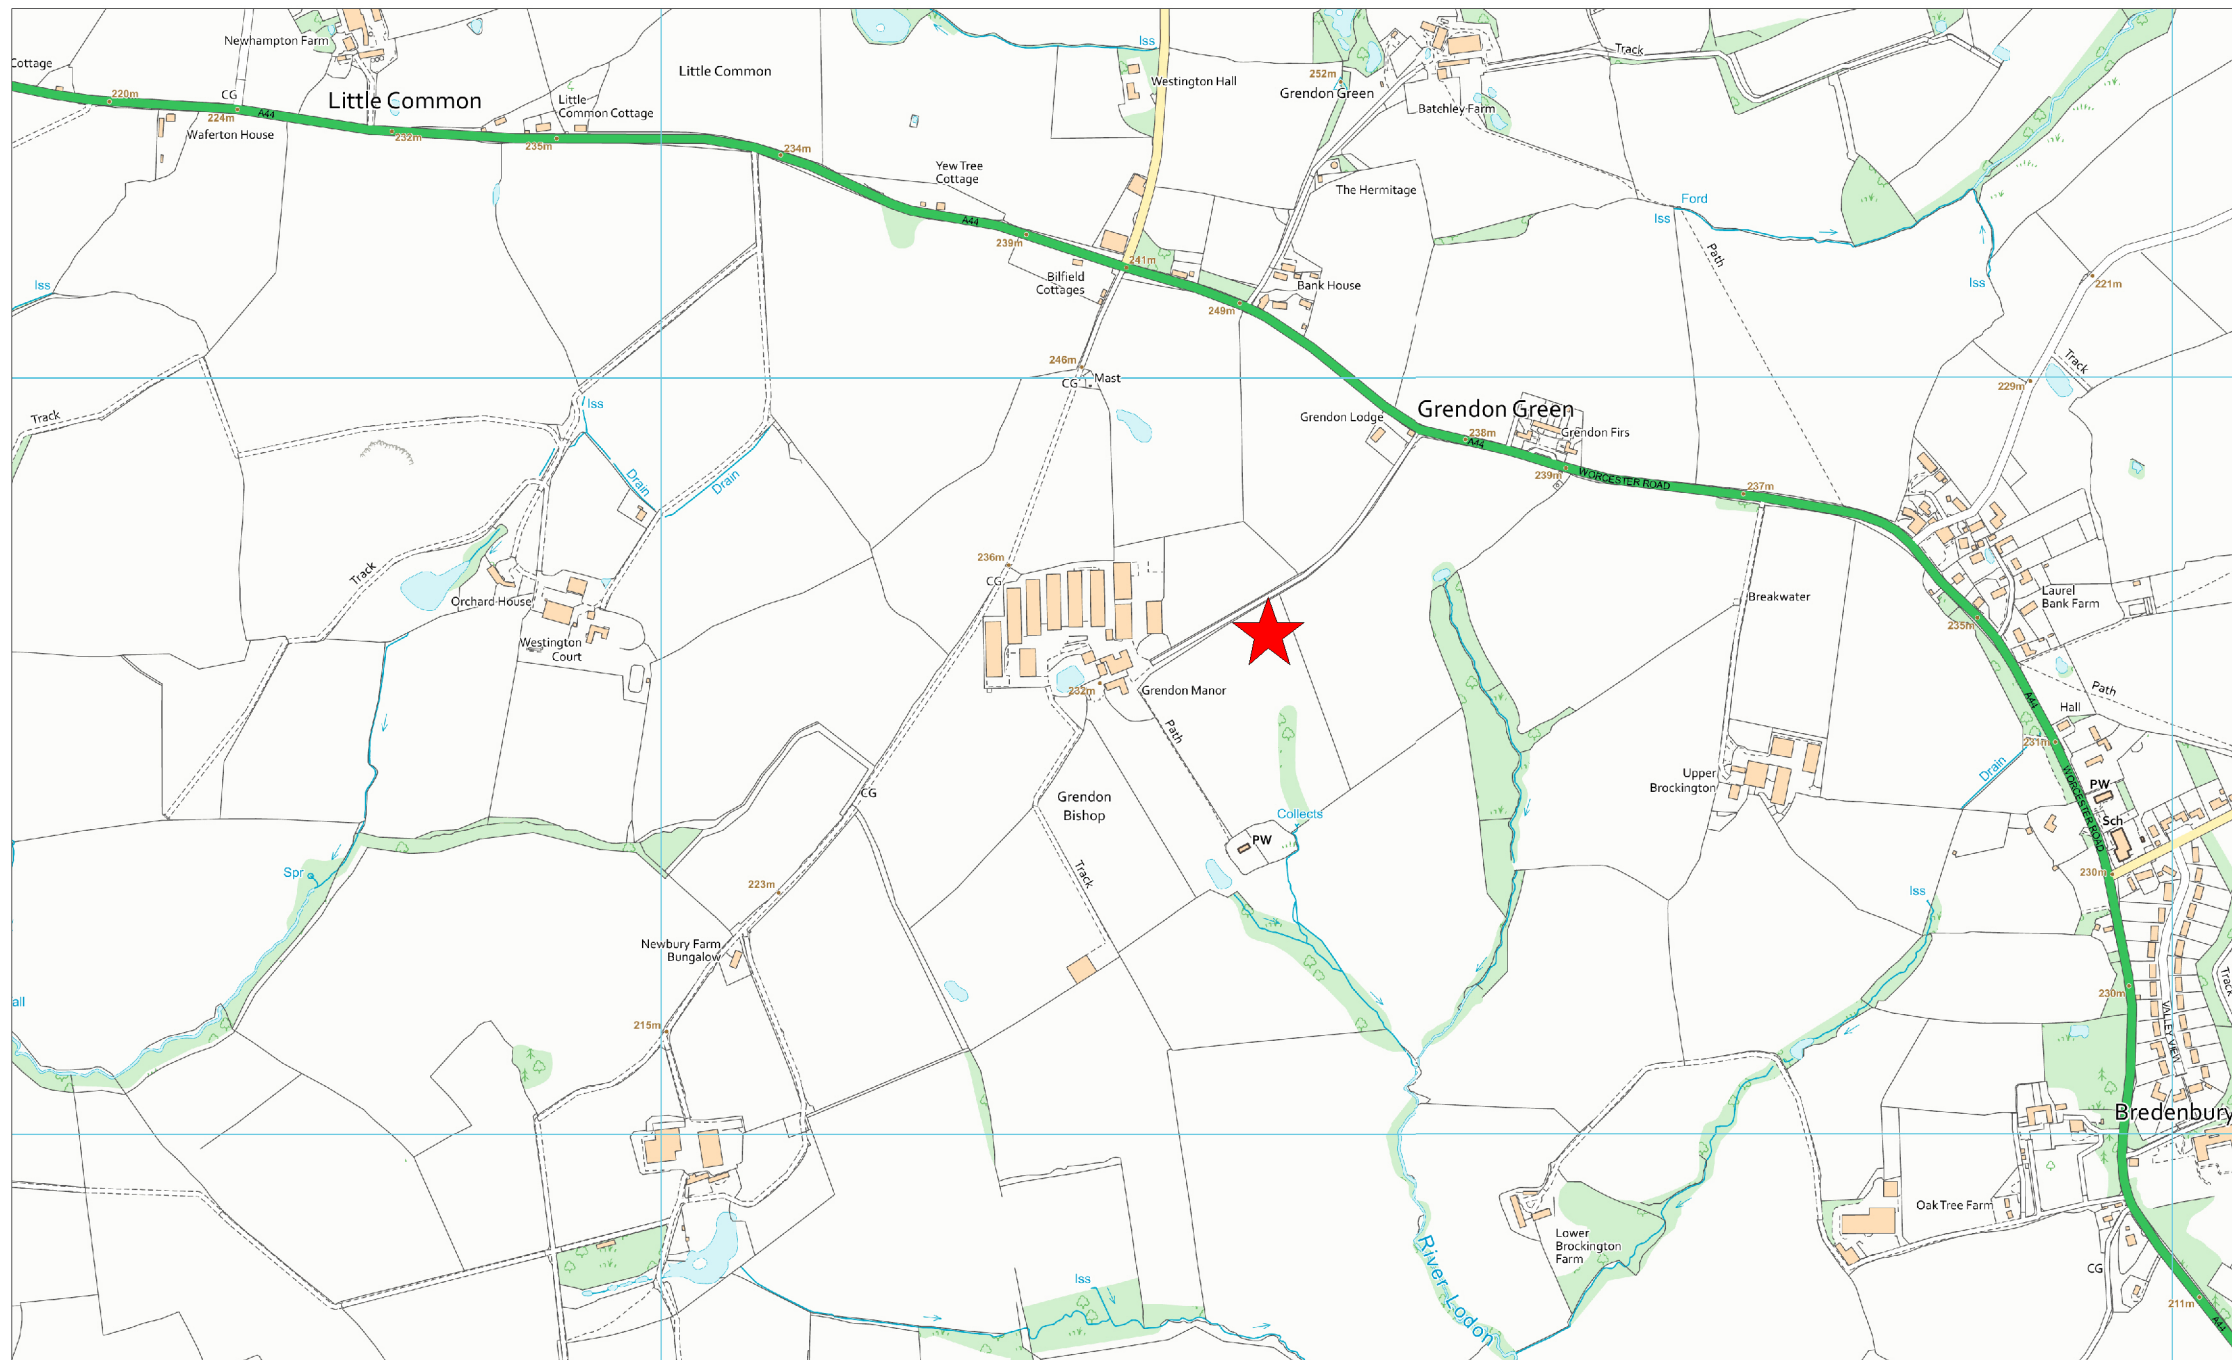 Newhampton Farm
Cottage
220m
CG
224m
A44
Waferton House
Little Common
232m
Little
Common Cottage
235m
Little Common
234m
Yew Tree
Cottage
A44
239m
Iss
Westington Hall
252m
Grendon Green
Batchley Farm
Track
The Hermitage
Ford
Iss
Path
Iss
221m
241m
Bilfield
Cottages
Bank House
249m
Iss
246m
CG
Mast
Track
229m
Track
Iss
Grendon Lodge
Grendon Green
238m
A44
Grendon Firs
239m
WORCESTER ROAD
237m
Drain
Drain
236m
CG
Track
Orchard House
Westington
Court
Breakwater
Laurel
Bank Farm
235m
232m
Grendon Manor
Path
Path
A44
Hall
231m
Drain
WORCESTER ROAD
PW
Sch
230m
Upper
Brockington
CG
Grendon
Bishop
Collects
PW
Track
Spr
223m
Iss
Newbury Farm
Bungalow
all
215m
230m
Track
VALLEY VIEW
Bredenbury
Oak Tree Farm
Lower
Brockington
Farm
River Lodon
Iss
CG
211m
A44